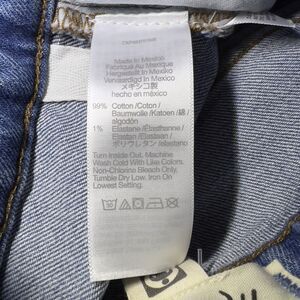 Made In Mexico
Fabriqué Au Mexique
Hergestellt In Mexiko
Vervaardigd In Mexico
メキシコ製
hecho en méxico
99% Cotton /Coton /
Baumwolle /Katoen /綿 /
algodón
1% Elastane /Élasthanne /
Elastan /Elastaan /
ポリウレタン /elastano
Turn Inside Out. Machine
Wash Cold With Like Colors.
Non-Chlorine Bleach Only.
Tumble Dry Low. Iron On
Lowest Setting.